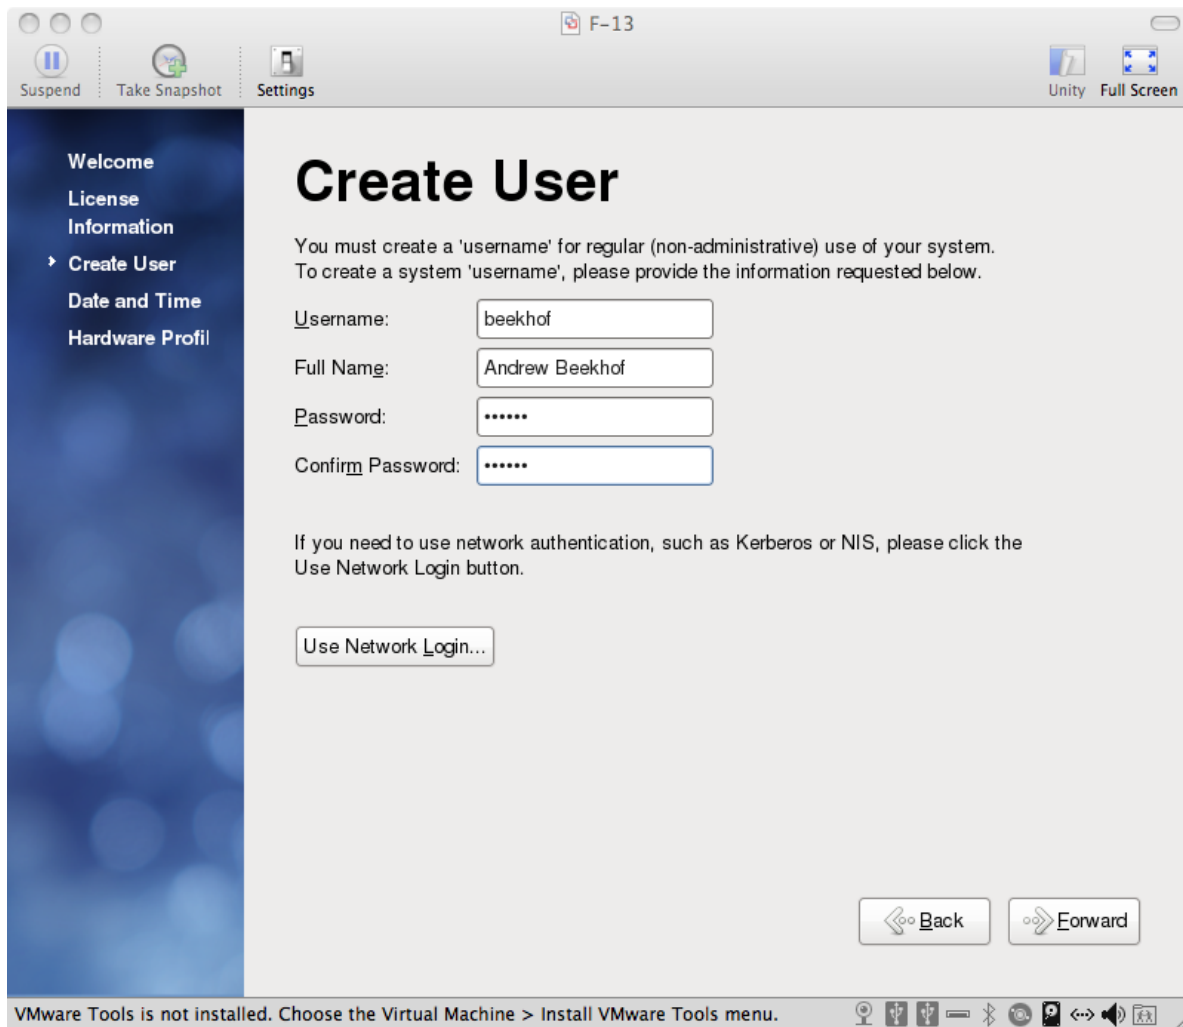 F-13
Suspend
Take Snapshot
Settings
Unity
Full Screen
Welcome
License
Information
Create User
Date and Time
Hardware Profil
Create User
You must create a 'username' for regular (non-administrative) use of your system.
To create a system 'username', please provide the information requested below.
Username:
beekhof
Full Name:
Andrew Beekhof
Password:
••••••
Confirm Password:
••••••
If you need to use network authentication, such as Kerberos or NIS, please click the
Use Network Login button.
Use Network Login...
Back
Forward
VMware Tools is not installed. Choose the Virtual Machine > Install VMware Tools menu.